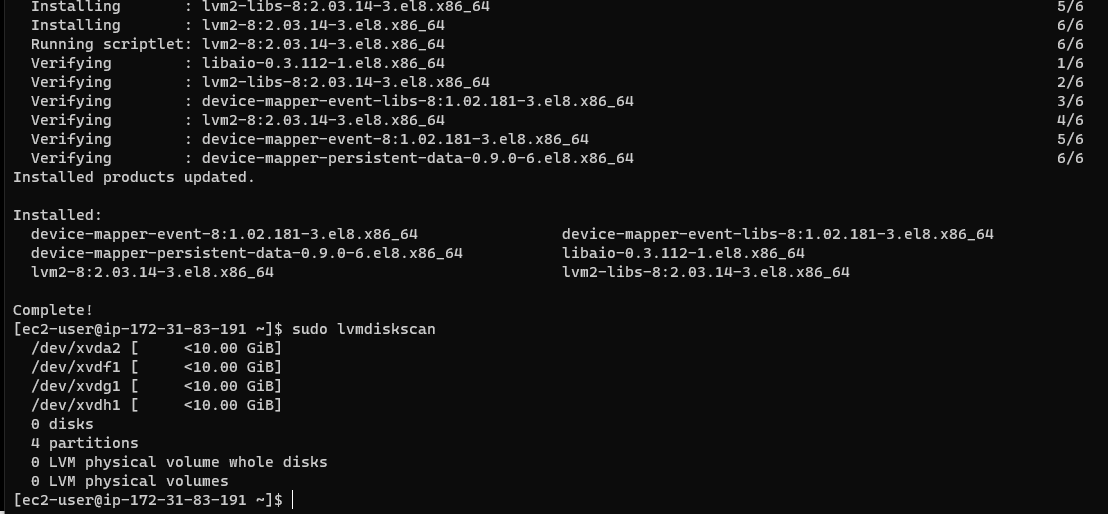 Installing       : lvm2-libs-8:2.03.14-3.el8.x86_64 5/6
Installing       : lvm2-8:2.03.14-3.el8.x86_64 6/6
Running scriptlet: lvm2-8:2.03.14-3.el8.x86_64 6/6
Verifying        : libaio-0.3.112-1.el8.x86_64 1/6
Verifying        : lvm2-libs-8:2.03.14-3.el8.x86_64 2/6
Verifying        : device-mapper-event-libs-8:1.02.181-3.el8.x86_64 3/6
Verifying        : lvm2-8:2.03.14-3.el8.x86_64 4/6
Verifying        : device-mapper-event-8:1.02.181-3.el8.x86_64 5/6
Verifying        : device-mapper-persistent-data-0.9.0-6.el8.x86_64 6/6
Installed products updated.
Installed:
device-mapper-event-8:1.02.181-3.el8.x86_64 device-mapper-event-libs-8:1.02.181-3.el8.x86_64
device-mapper-persistent-data-0.9.0-6.el8.x86_64 libaio-0.3.112-1.el8.x86_64
lvm2-8:2.03.14-3.el8.x86_64 lvm2-libs-8:2.03.14-3.el8.x86_64
Complete!
[ec2-user@ip-172-31-83-191 ~]$ sudo lvmdiskscan
/dev/xvda2 [     <10.00 GiB]
/dev/xvdf1 [     <10.00 GiB]
/dev/xvdg1 [     <10.00 GiB]
/dev/xvdh1 [     <10.00 GiB]
0 disks
4 partitions
0 LVM physical volume whole disks
0 LVM physical volumes
[ec2-user@ip-172-31-83-191 ~]$